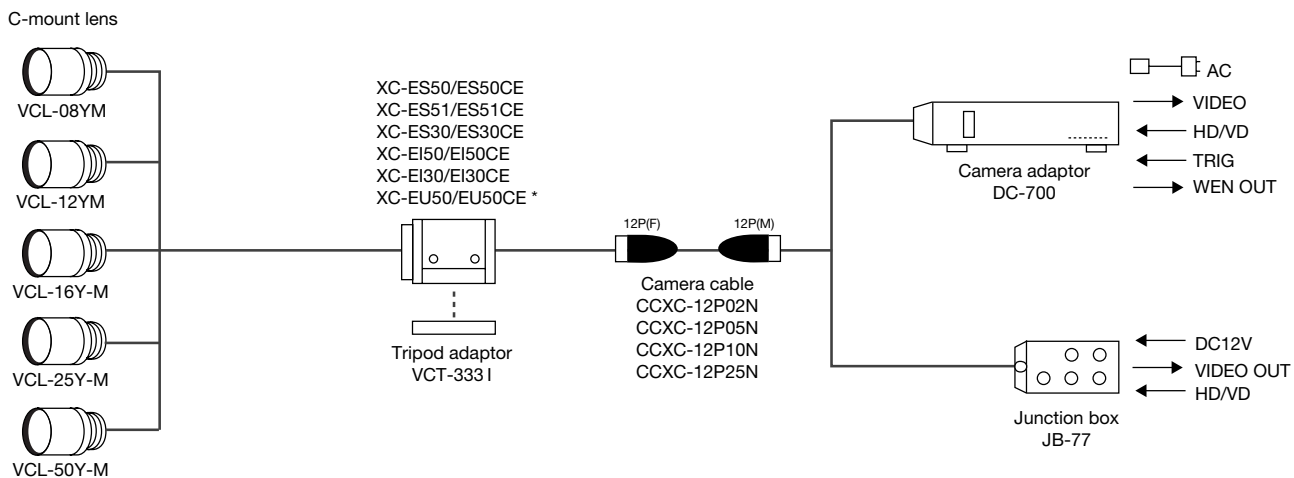 C-mount lens
VCL-08YM
VCL-12YM
VCL-16Y-M
VCL-25Y-M
VCL-50Y-M
XC-ES50/ES50CE
XC-ES51/ES51CE
XC-ES30/ES30CE
XC-EI50/EI50CE
XC-EI30/EI30CE
XC-EU50/EU50CE *
Tripod adaptor
VCT-333 I
12P(F)
12P(M)
Camera cable
CCXC-12P02N
CCXC-12P05N
CCXC-12P10N
CCXC-12P25N
AC
VIDEO
HD/VD
TRIG
WEN OUT
Camera adaptor
DC-700
DC12V
VIDEO OUT
HD/VD
Junction box
JB-77